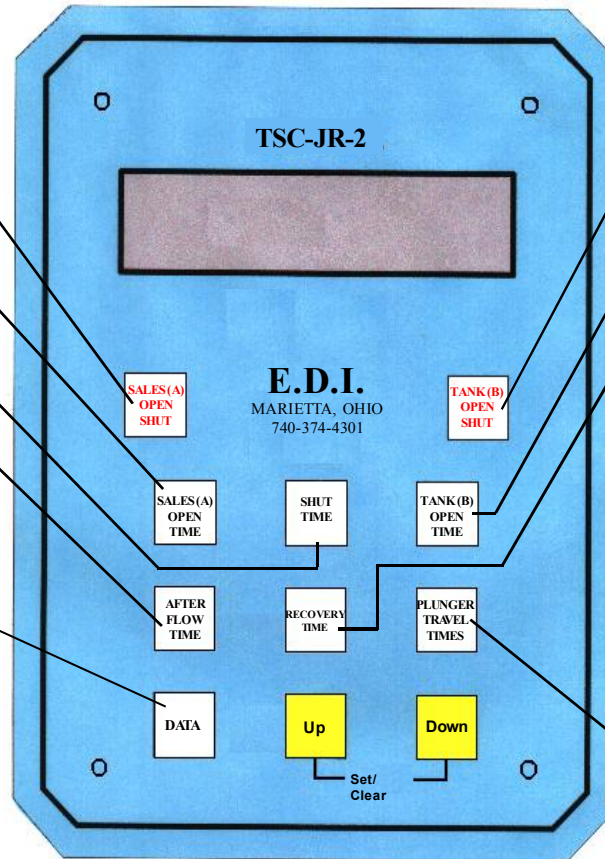 TSC-JR-2
SALES (A)
OPEN
SHUT
E.D.I.
MARIETTA, OHIO
740-374-4301
TANK (B)
OPEN
SHUT
SALES (A)
OPEN
TIME
SHUT
TIME
TANK (B)
OPEN
TIME
AFTER
FLOW
TIME
RECOVERY
TIME
PLUNGER
TRAVEL
TIMES
DATA
Up
Down
Set/
Clear